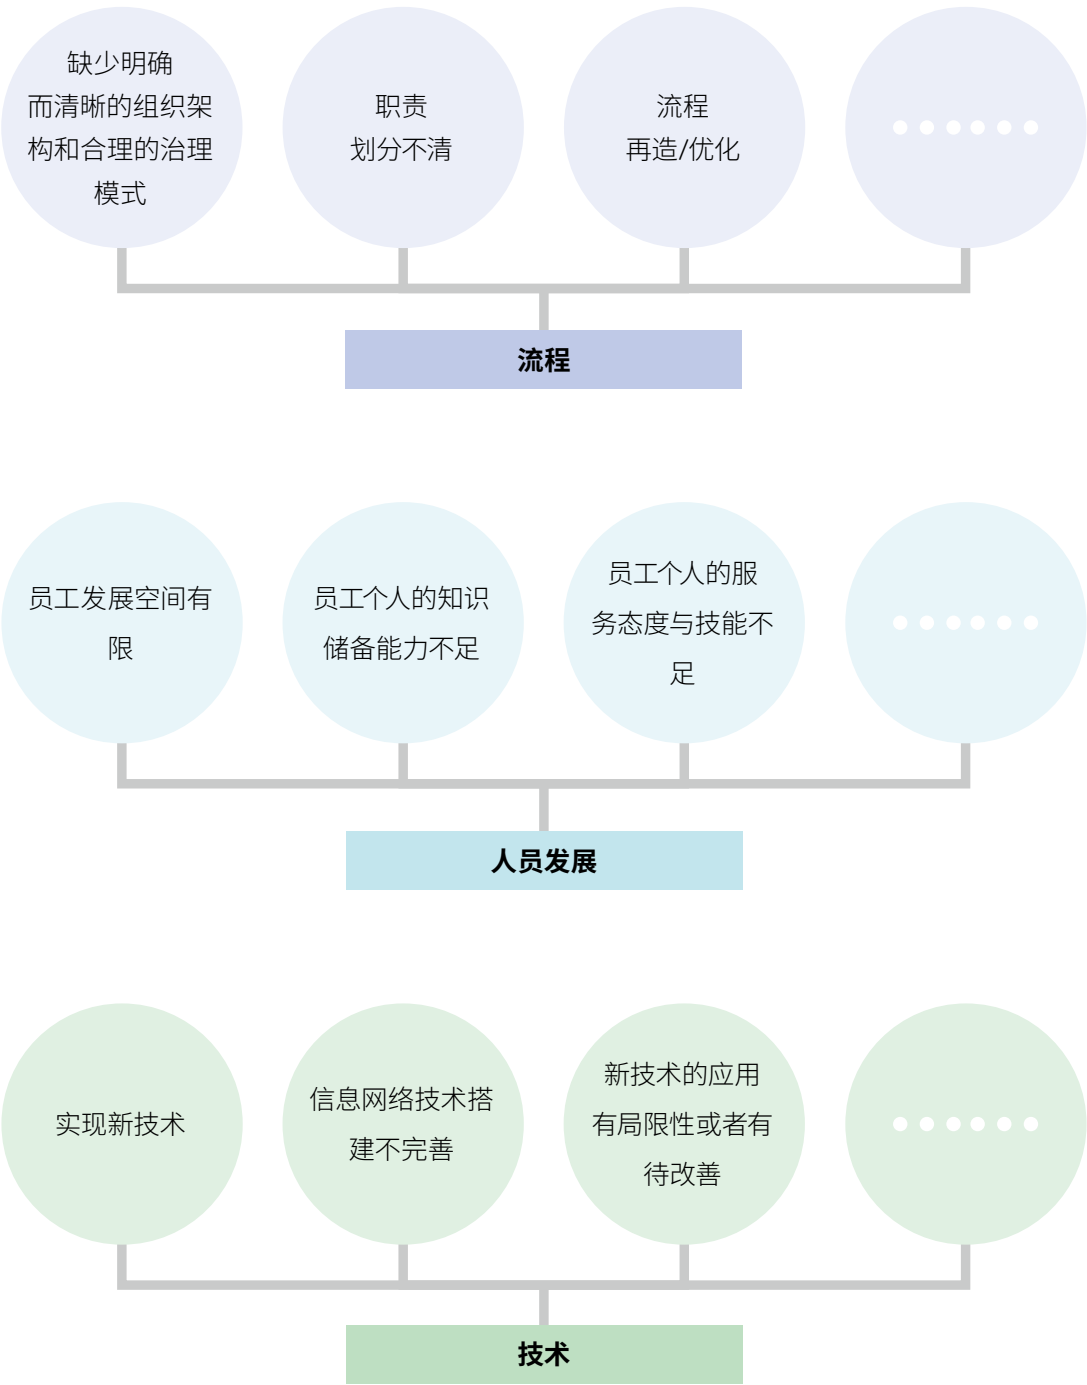 缺少明确
而清晰的组织架
构和合理的治理
模式
职责
划分不清
流程
再造/优化
流程
员工发展空间有
限
员工个人的知识
储备能力不足
员工个人的服
务态度与技能不
足
人员发展
实现新技术
信息网络技术搭
建不完善
新技术的应用
有局限性或者有
待改善
技术